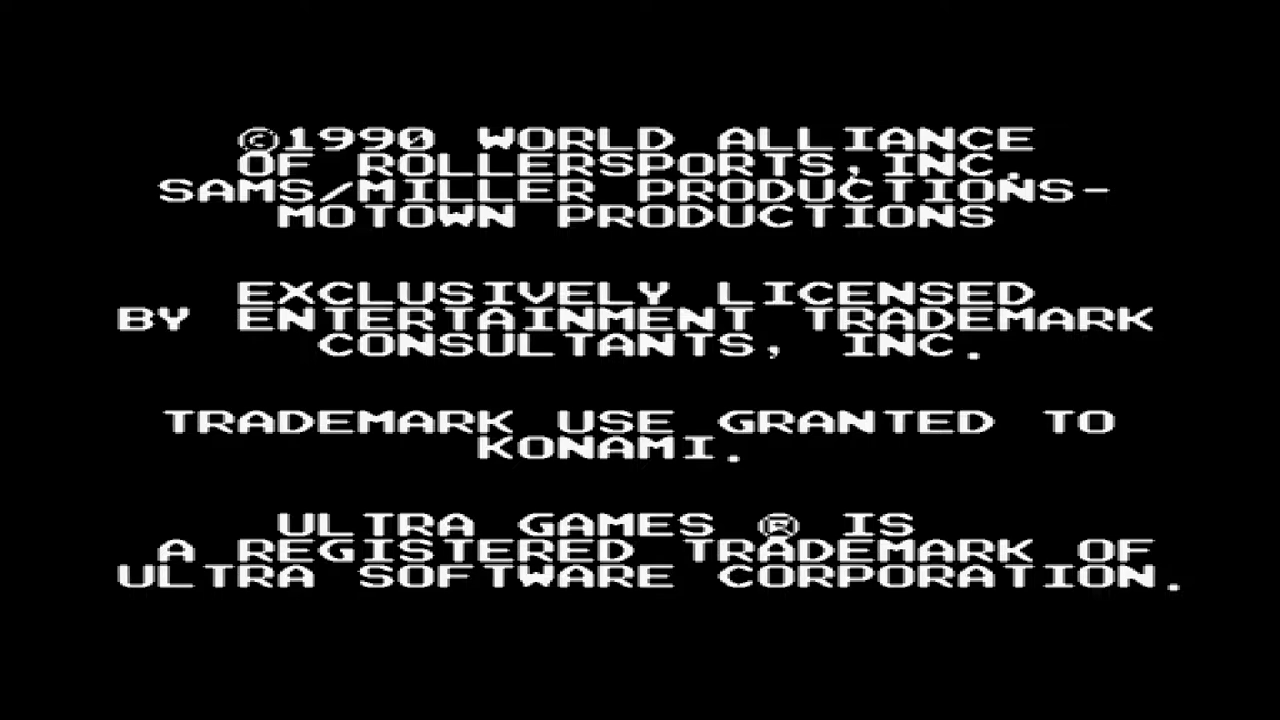 ©1990 WORLD ALLIANCE
OF ROLLERSPORTS,INC.
SAMS/MILLER PRODUCTIONS-
MOTOWN PRODUCTIONS
EXCLUSIVELY LICENSED
BY ENTERTAINMENT TRADEMARK
CONSULTANTS, INC.
TRADEMARK USE GRANTED TO
KONAMI.
ULTRA GAMES ® IS
A REGISTERED TRADEMARK OF
ULTRA SOFTWARE CORPORATION.